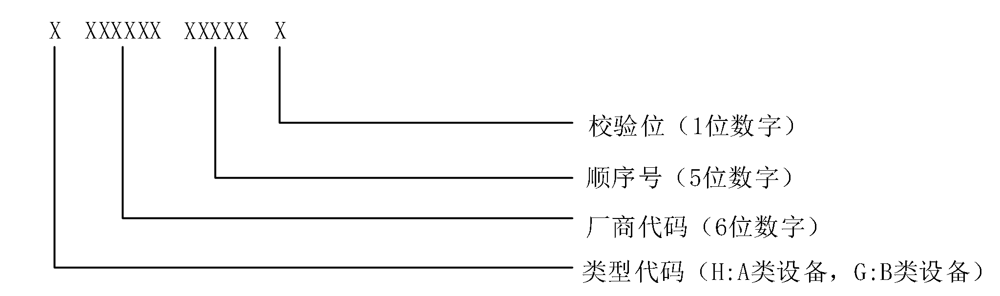 X XXXXXX XXXXX X
校验位（1位数字）
顺序号（5位数字）
厂商代码（6位数字）
类型代码（H:A类设备，G:B类设备）